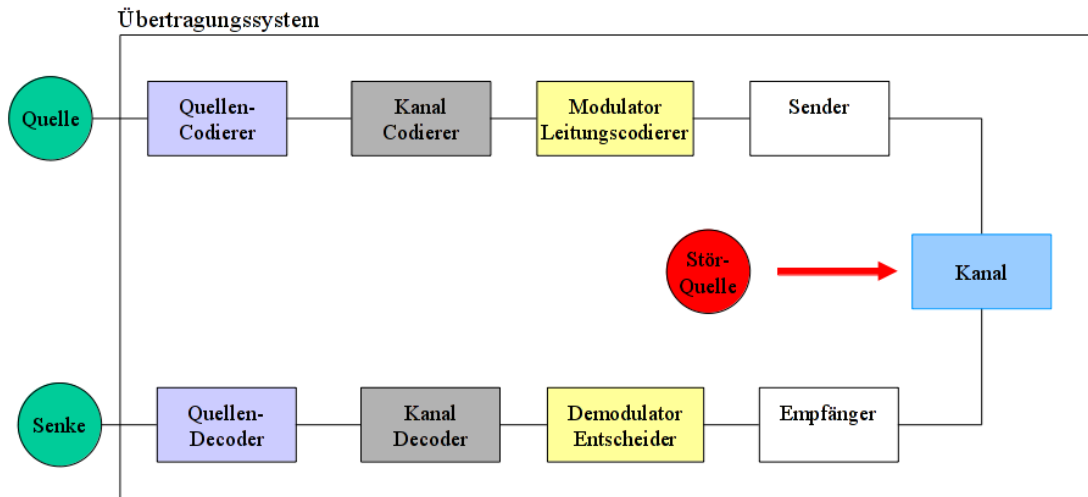 Übertragungssystem
Quelle
Quellen-
Codierer
Kanal
Codierer
Modulator
Leitungscodierer
Sender
Stör-
Quelle
Kanal
Senke
Quellen-
Decoder
Kanal
Decoder
Demodulator
Entscheider
Empfänger